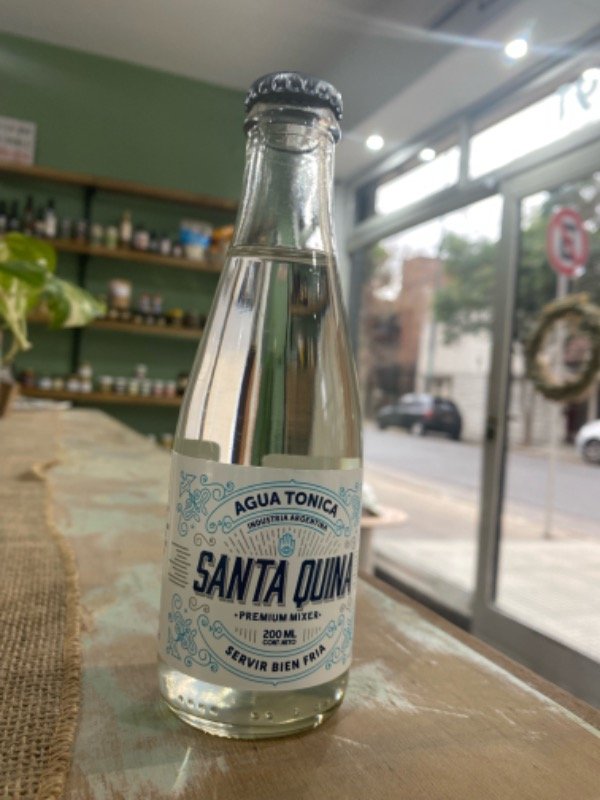 AGUA TONICA
INDUSTRIA ARGENTINA
SANTA QUINA
•PREMIUM MIXER•
200 ML
CONT. NETO
SERVIR BIEN FRIA